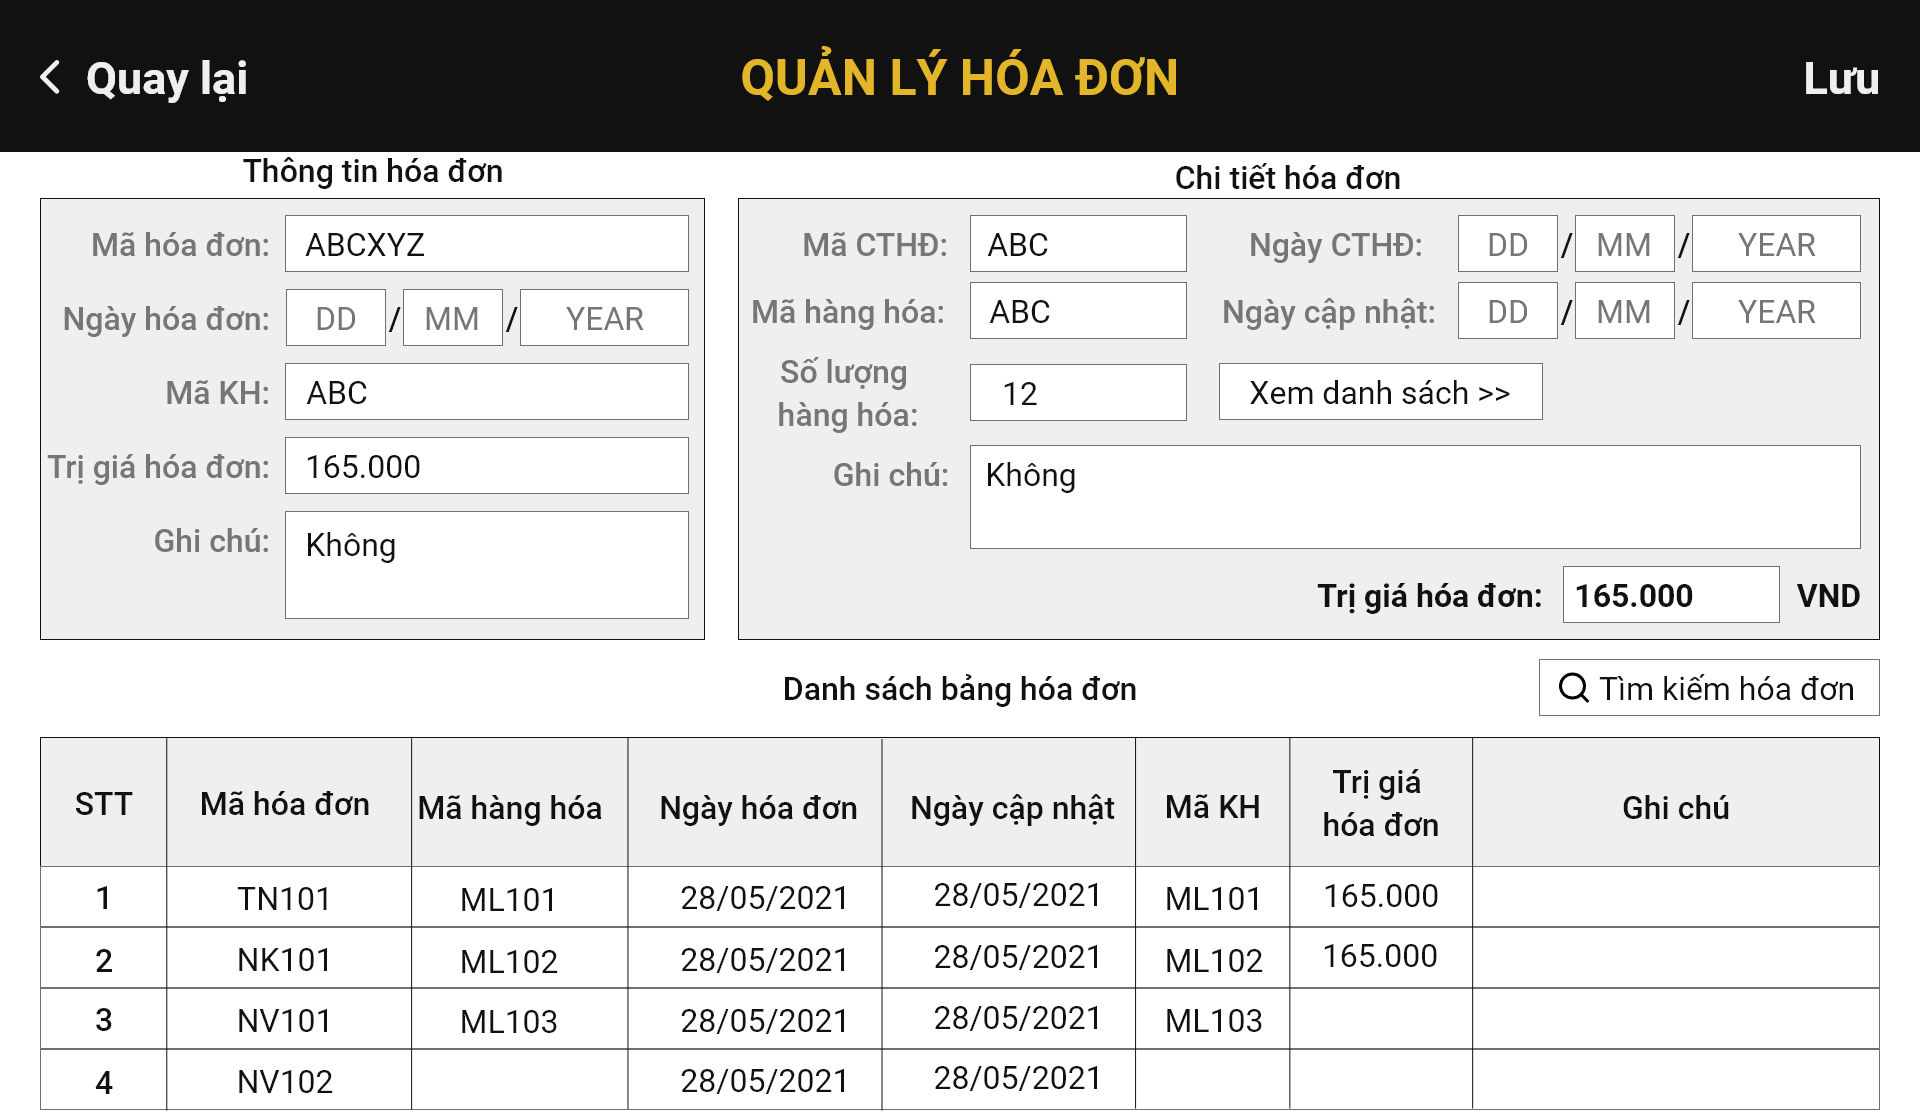 Quay lại
QUẢN LÝ HÓA ĐƠN
Lưu
Thông tin hóa đơn
Mã hóa đơn: ABCXYZ
Ngày hóa đơn: DD / MM / YEAR
Mã KH: ABC
Trị giá hóa đơn: 165.000
Ghi chú: Không
Chi tiết hóa đơn
Mã CTHĐ: ABC Ngày CTHĐ: DD / MM / YEAR
Mã hàng hóa: ABC Ngày cập nhật: DD / MM / YEAR
Số lượng
hàng hóa: 12 Xem danh sách >>
Ghi chú: Không
Trị giá hóa đơn: 165.000 VND
Danh sách bảng hóa đơn
Tìm kiếm hóa đơn
STT Mã hóa đơn Mã hàng hóa Ngày hóa đơn Ngày cập nhật Mã KH Trị giá hóa đơn Ghi chú
1 TN101 ML101 28/05/2021 28/05/2021 ML101 165.000
2 NK101 ML102 28/05/2021 28/05/2021 ML102 165.000
3 NV101 ML103 28/05/2021 28/05/2021 ML103
4 NV102 28/05/2021 28/05/2021